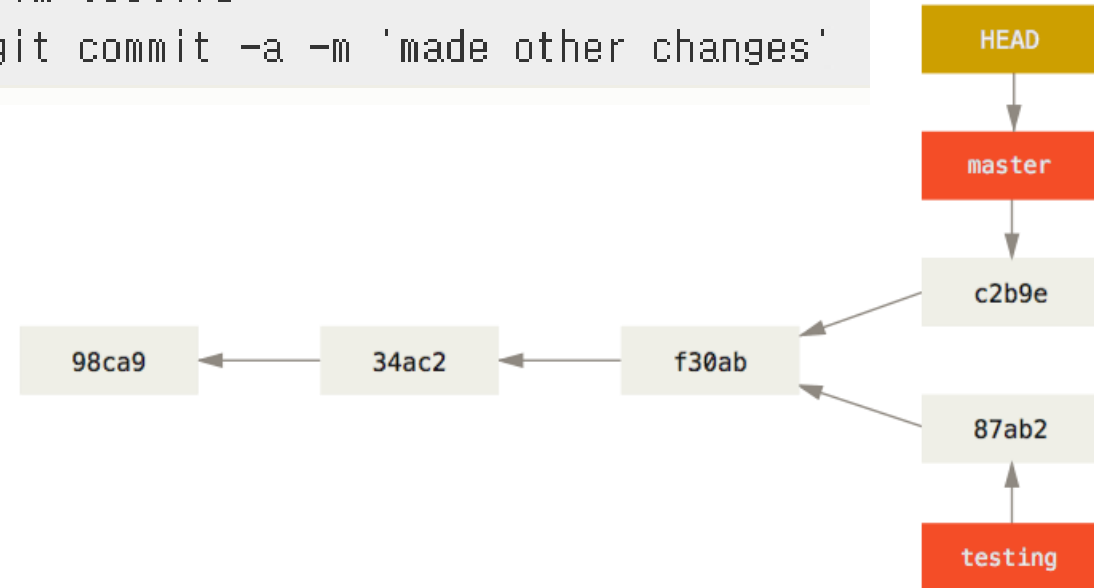 git commit -a -m 'made other changes'
HEAD
master
c2b9e
98ca9
34ac2
f30ab
87ab2
testing